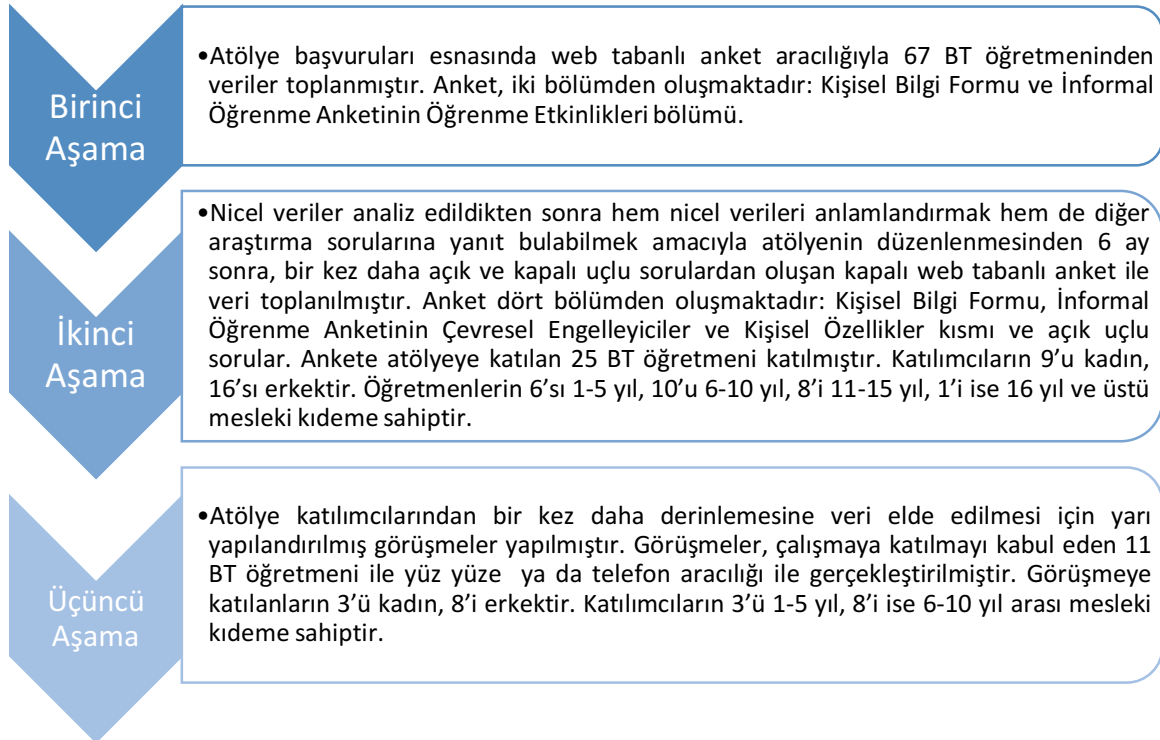 Birinci
Aşama
•Atölye başvuruları esnasında web tabanlı anket aracılığıyla 67 BT öğretmeninden
veriler toplanmıştır. Anket, iki bölümden oluşmaktadır: Kişisel Bilgi Formu ve İnformal
Öğrenme Anketinin Öğrenme Etkinlikleri bölümü.
İkinci
Aşama
•Nicel veriler analiz edildikten sonra hem nicel verileri anlamlandırmak hem de diğer
araştırma sorularına yanıt bulabilmek amacıyla atölyenin düzenlenmesinden 6 ay
sonra, bir kez daha açık ve kapalı uçlu sorulardan oluşan kapalı web tabanlı anket ile
veri toplanılmıştır. Anket dört bölümden oluşmaktadır: Kişisel Bilgi Formu, İnformal
Öğrenme Anketinin Çevresel Engelleyiciler ve Kişisel Özellikler kısmı ve açık uçlu
sorular. Ankete atölyeye katılan 25 BT öğretmeni katılmıştır. Katılımcıların 9’u kadın,
16’sı erkektir. Öğretmenlerin 6’sı 1-5 yıl, 10’u 6-10 yıl, 8’i 11-15 yıl, 1’i ise 16 yıl ve üstü
mesleki kıdeme sahiptir.
Üçüncü
Aşama
•Atölye katılımcılarından bir kez daha derinlemesine veri elde edilmesi için yarı
yapılandırılmış görüşmeler yapılmıştır. Görüşmeler, çalışmaya katılmayı kabul eden 11
BT öğretmeni ile yüz yüze ya da telefon aracılığı ile gerçekleştirilmiştir. Görüşmeye
katılanların 3’ü kadın, 8’i erkektir. Katılımcıların 3’ü 1-5 yıl, 8’i ise 6-10 yıl arası mesleki
kıdeme sahiptir.